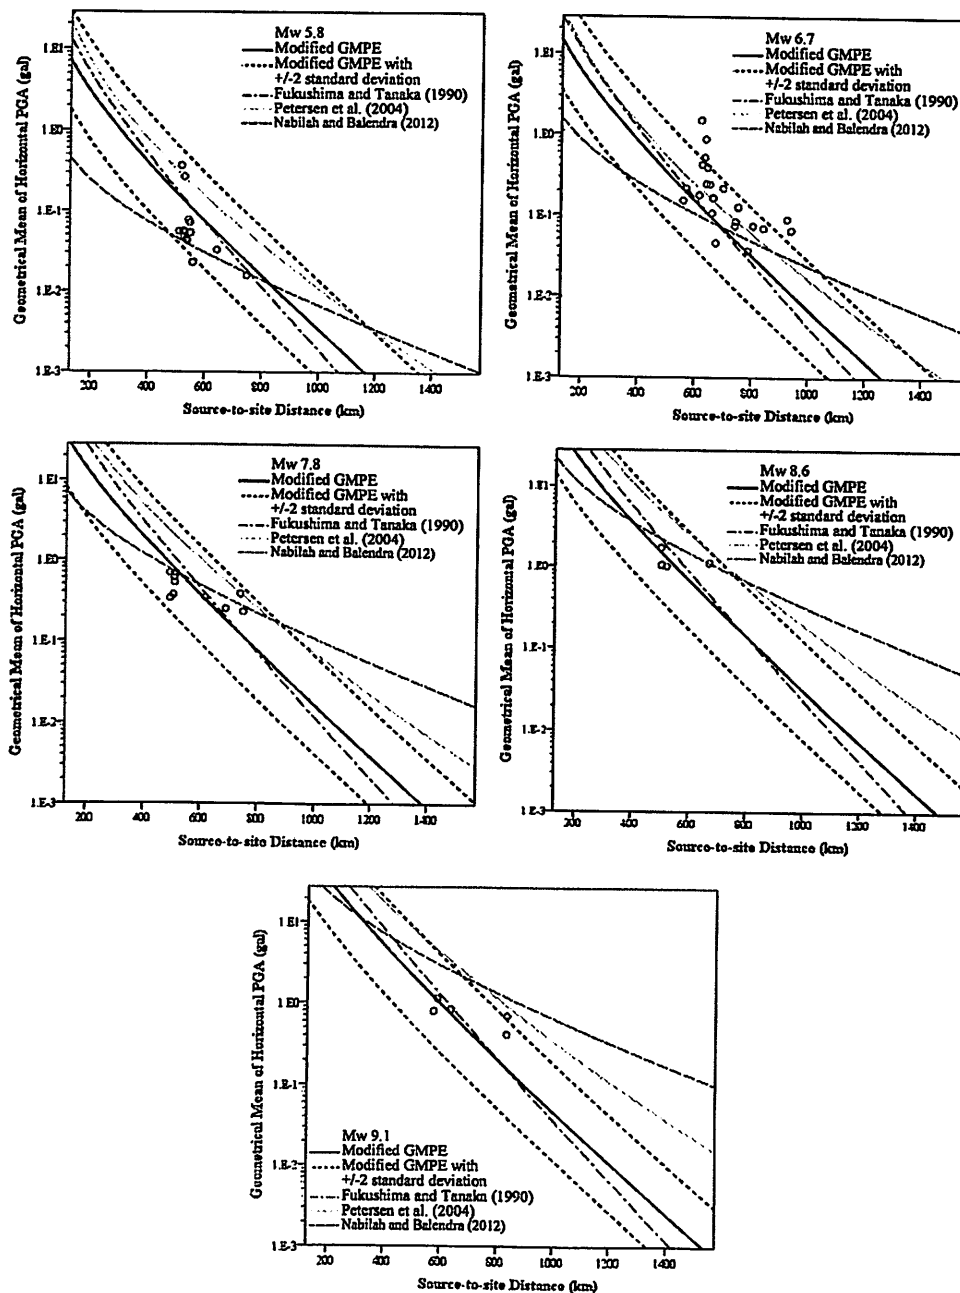 Mw 5.8
Modified GMPE
Modified GMPE with
+/-2 standard deviation
Fukushima and Tanaka (1990)
Petersen et al. (2004)
Nabilah and Balendra (2012)
Geometrical Mean of Horizontal PGA (gal)
1.E1
1.E0
1.E-1
1.E-2
1.E-3
200 400 600 800 1000 1200 1400
Source-to-site Distance (km)
Mw 6.7
Modified GMPE
Modified GMPE with
+/-2 standard deviation
Fukushima and Tanaka (1990)
Petersen et al. (2004)
Nabilah and Balendra (2012)
Geometrical Mean of Horizontal PGA (gal)
1.E1
1.E0
1.E-1
1.E-2
1.E-3
200 400 600 800 1000 1200 1400
Source-to-site Distance (km)
Mw 7.8
Modified GMPE
Modified GMPE with
+/-2 standard deviation
Fukushima and Tanaka (1990)
Petersen et al. (2004)
Nabilah and Balendra (2012)
Geometrical Mean of Horizontal PGA (gal)
1.E1
1.E0
1.E-1
1.E-2
1.E-3
200 400 600 800 1000 1200 1400
Source-to-site Distance (km)
Mw 8.6
Modified GMPE
Modified GMPE with
+/-2 standard deviation
Fukushima and Tanaka (1990)
Petersen et al. (2004)
Nabilah and Balendra (2012)
Geometrical Mean of Horizontal PGA (gal)
1.E1
1.E0
1.E-1
1.E-2
1.E-3
200 400 600 800 1000 1200 1400
Source-to-site Distance (km)
Geometrical Mean of Horizontal PGA (gal)
1.E1
1.E0
1.E-1
1.E-2
1.E-3
Mw 9.1
Modified GMPE
Modified GMPE with
+/-2 standard deviation
Fukushima and Tanaka (1990)
Petersen et al. (2004)
Nabilah and Balendra (2012)
200 400 600 800 1000 1200 1400
Source-to-site Distance (km)